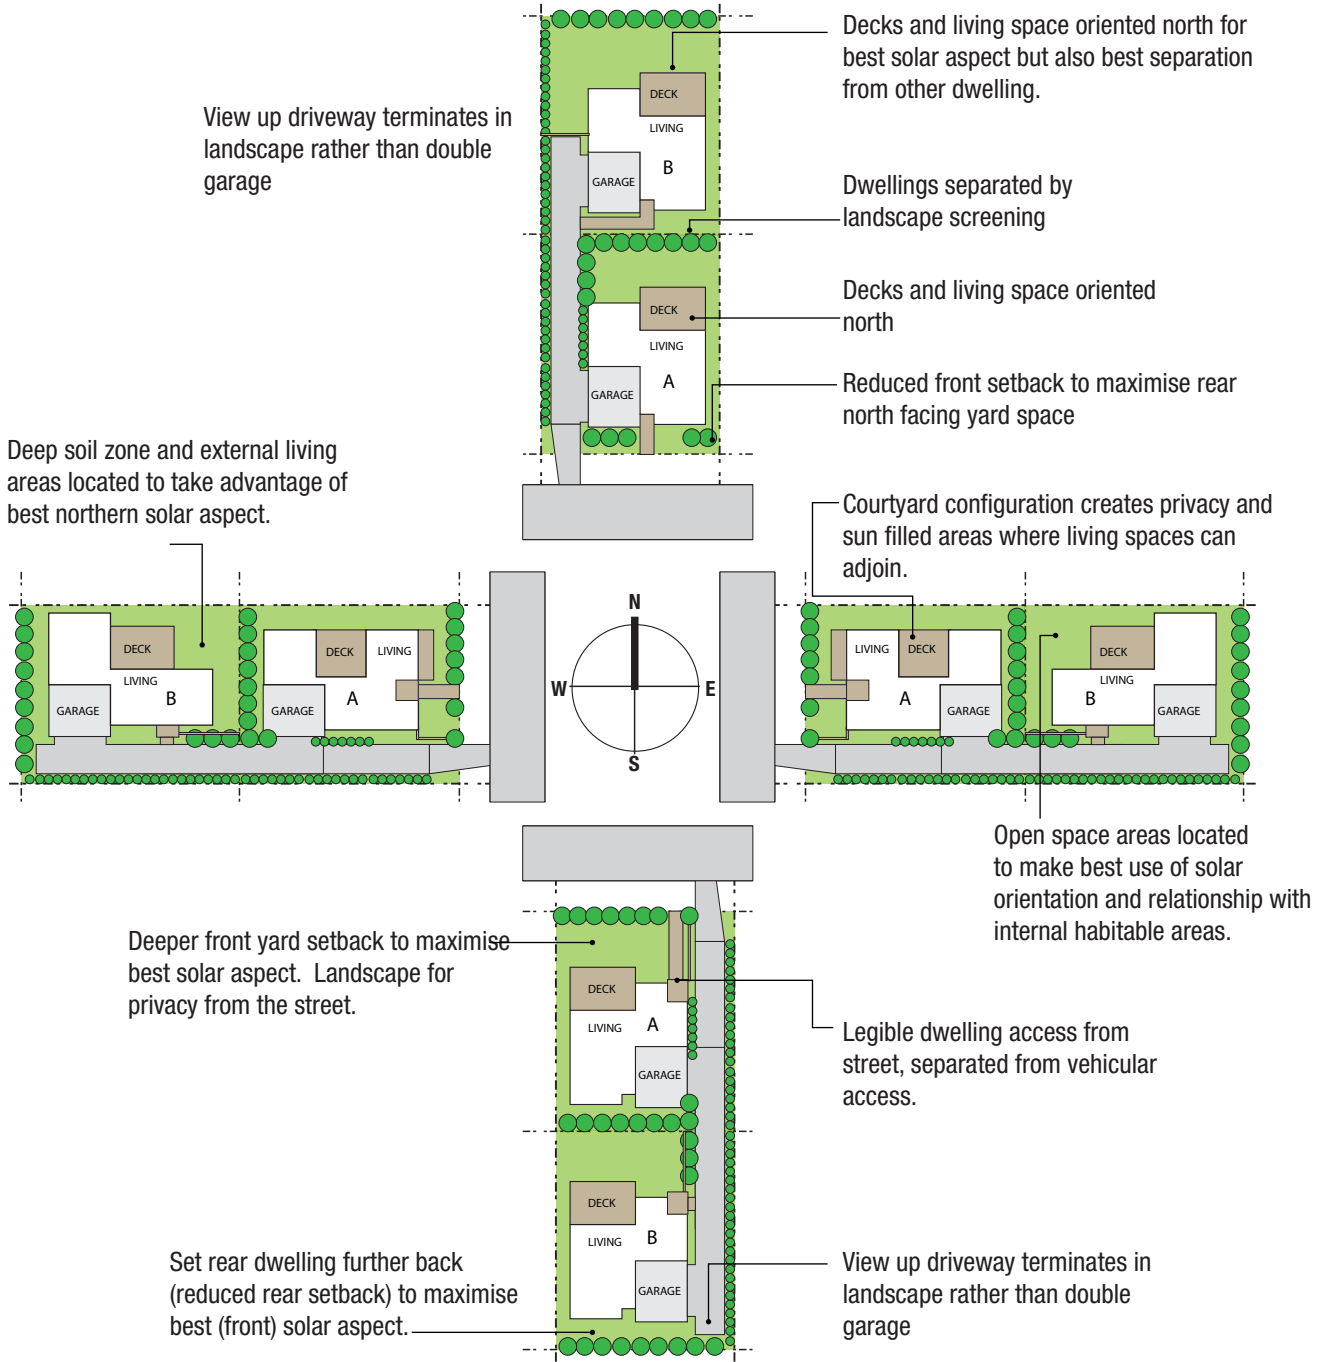 Decks and living space oriented north for
best solar aspect but also best separation
from other dwelling.
View up driveway terminates in
landscape rather than double
garage
DECK
LIVING
B
GARAGE
Dwellings separated by
landscape screening
Decks and living space oriented
north
DECK
LIVING
A
GARAGE
Reduced front setback to maximise rear
north facing yard space
Deep soil zone and external living
areas located to take advantage of
best northern solar aspect.
Courtyard configuration creates privacy and
sun filled areas where living spaces can
adjoin.
DECK
LIVING
B
GARAGE
DECK
LIVING
A
GARAGE
N
W
E
S
LIVING
DECK
A
GARAGE
DECK
LIVING
B
GARAGE
Open space areas located
to make best use of solar
orientation and relationship with
internal habitable areas.
Deeper front yard setback to maximise
best solar aspect. Landscape for
privacy from the street.
DECK
LIVING
A
GARAGE
Legible dwelling access from
street, separated from vehicular
access.
DECK
LIVING
B
GARAGE
Set rear dwelling further back
(reduced rear setback) to maximise
best (front) solar aspect.
View up driveway terminates in
landscape rather than double
garage